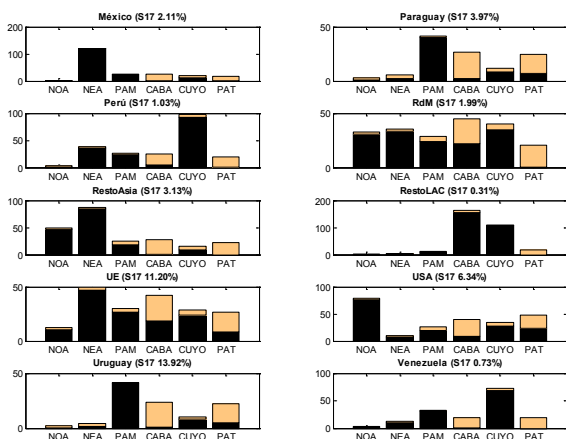 México (S17 2.11%)
200
100
0
NOA NEA PAM CABA CUYO PAT
Paraguay (S17 3.97%)
50
0
NOA NEA PAM CABA CUYO PAT
Perú (S17 1.03%)
100
50
0
NOA NEA PAM CABA CUYO PAT
RdM (S17 1.99%)
50
0
NOA NEA PAM CABA CUYO PAT
RestoAsia (S17 3.13%)
100
50
0
NOA NEA PAM CABA CUYO PAT
RestoLAC (S17 0.31%)
200
100
0
NOA NEA PAM CABA CUYO PAT
UE (S17 11.20%)
50
0
NOA NEA PAM CABA CUYO PAT
USA (S17 6.34%)
100
50
0
NOA NEA PAM CABA CUYO PAT
Uruguay (S17 13.92%)
50
0
NOA NEA PAM CABA CUYO PAT
Venezuela (S17 0.73%)
100
50
0
NOA NEA PAM CABA CUYO PAT